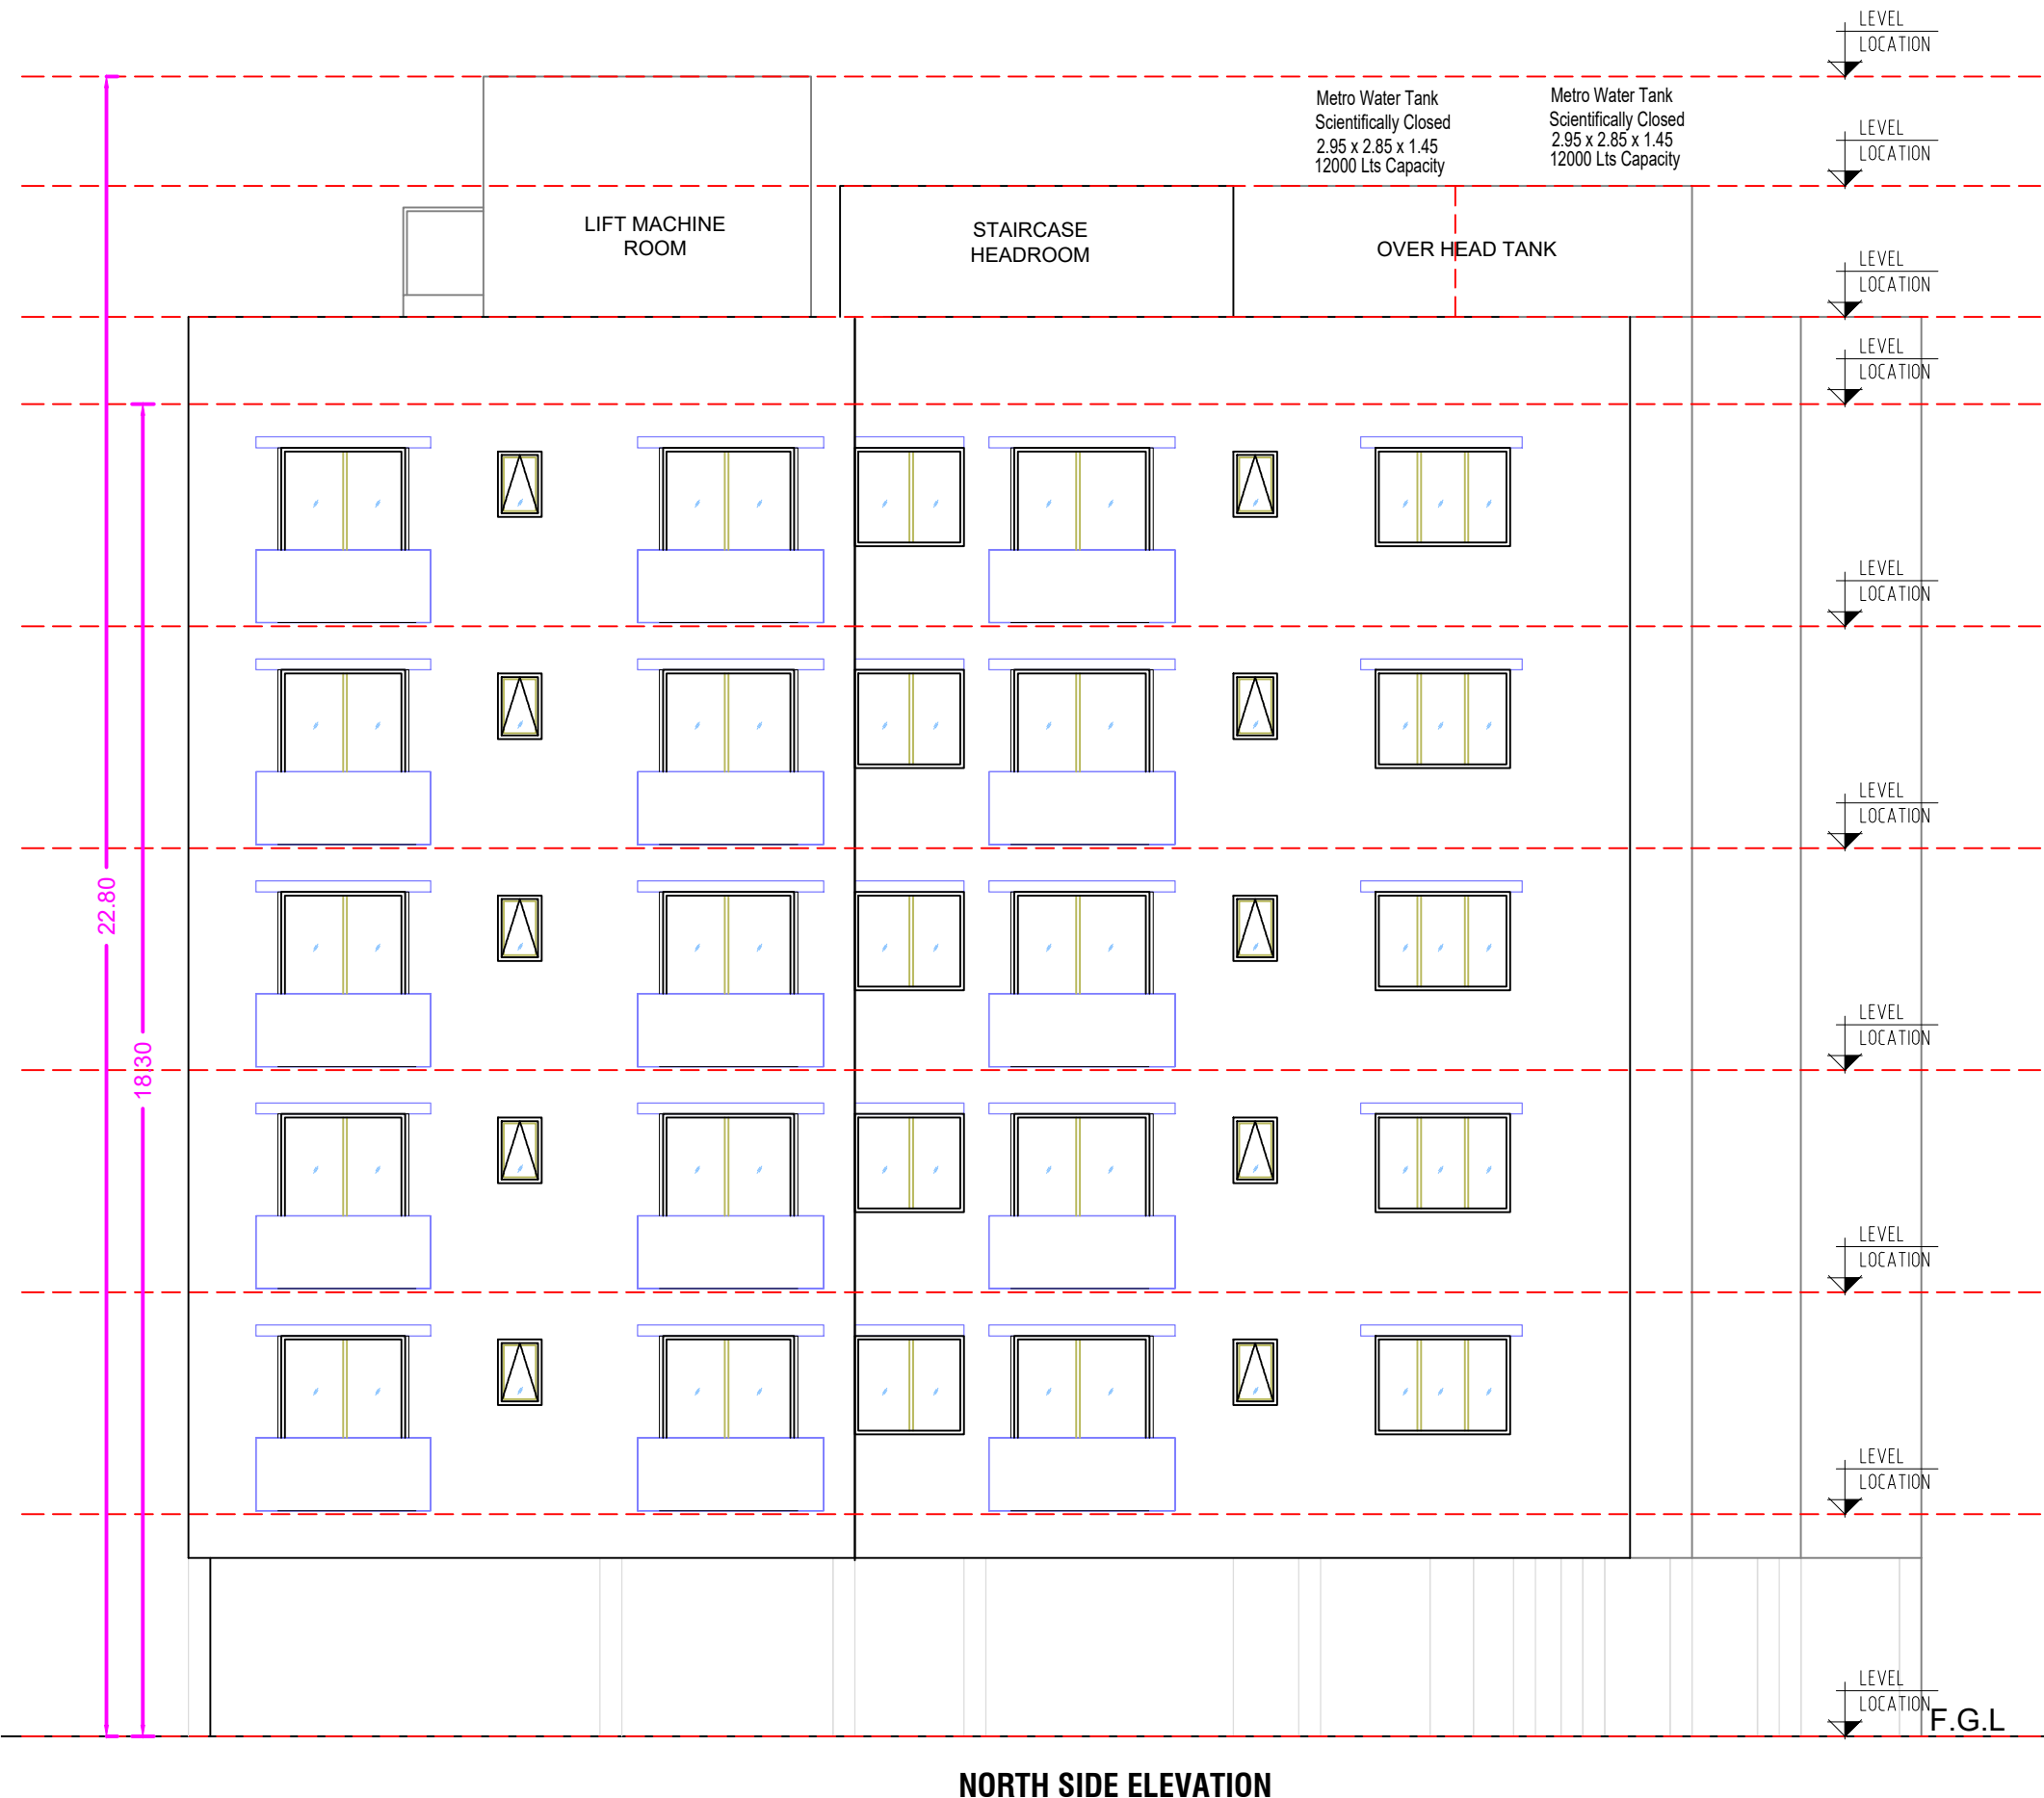 LEVEL
LOCATION
Metro Water Tank
Scientifically Closed
2.95 x 2.85 x 1.45
12000 Lts Capacity
Metro Water Tank
Scientifically Closed
2.95 x 2.85 x 1.45
12000 Lts Capacity
LEVEL
LOCATION
LIFT MACHINE
ROOM
STAIRCASE
HEADROOM
OVER HEAD TANK
LEVEL
LOCATION
LEVEL
LOCATION
LEVEL
LOCATION
LEVEL
LOCATION
22.80
18.30
LEVEL
LOCATION
LEVEL
LOCATION
LEVEL
LOCATION
LEVEL
LOCATION
F.G.L
NORTH SIDE ELEVATION